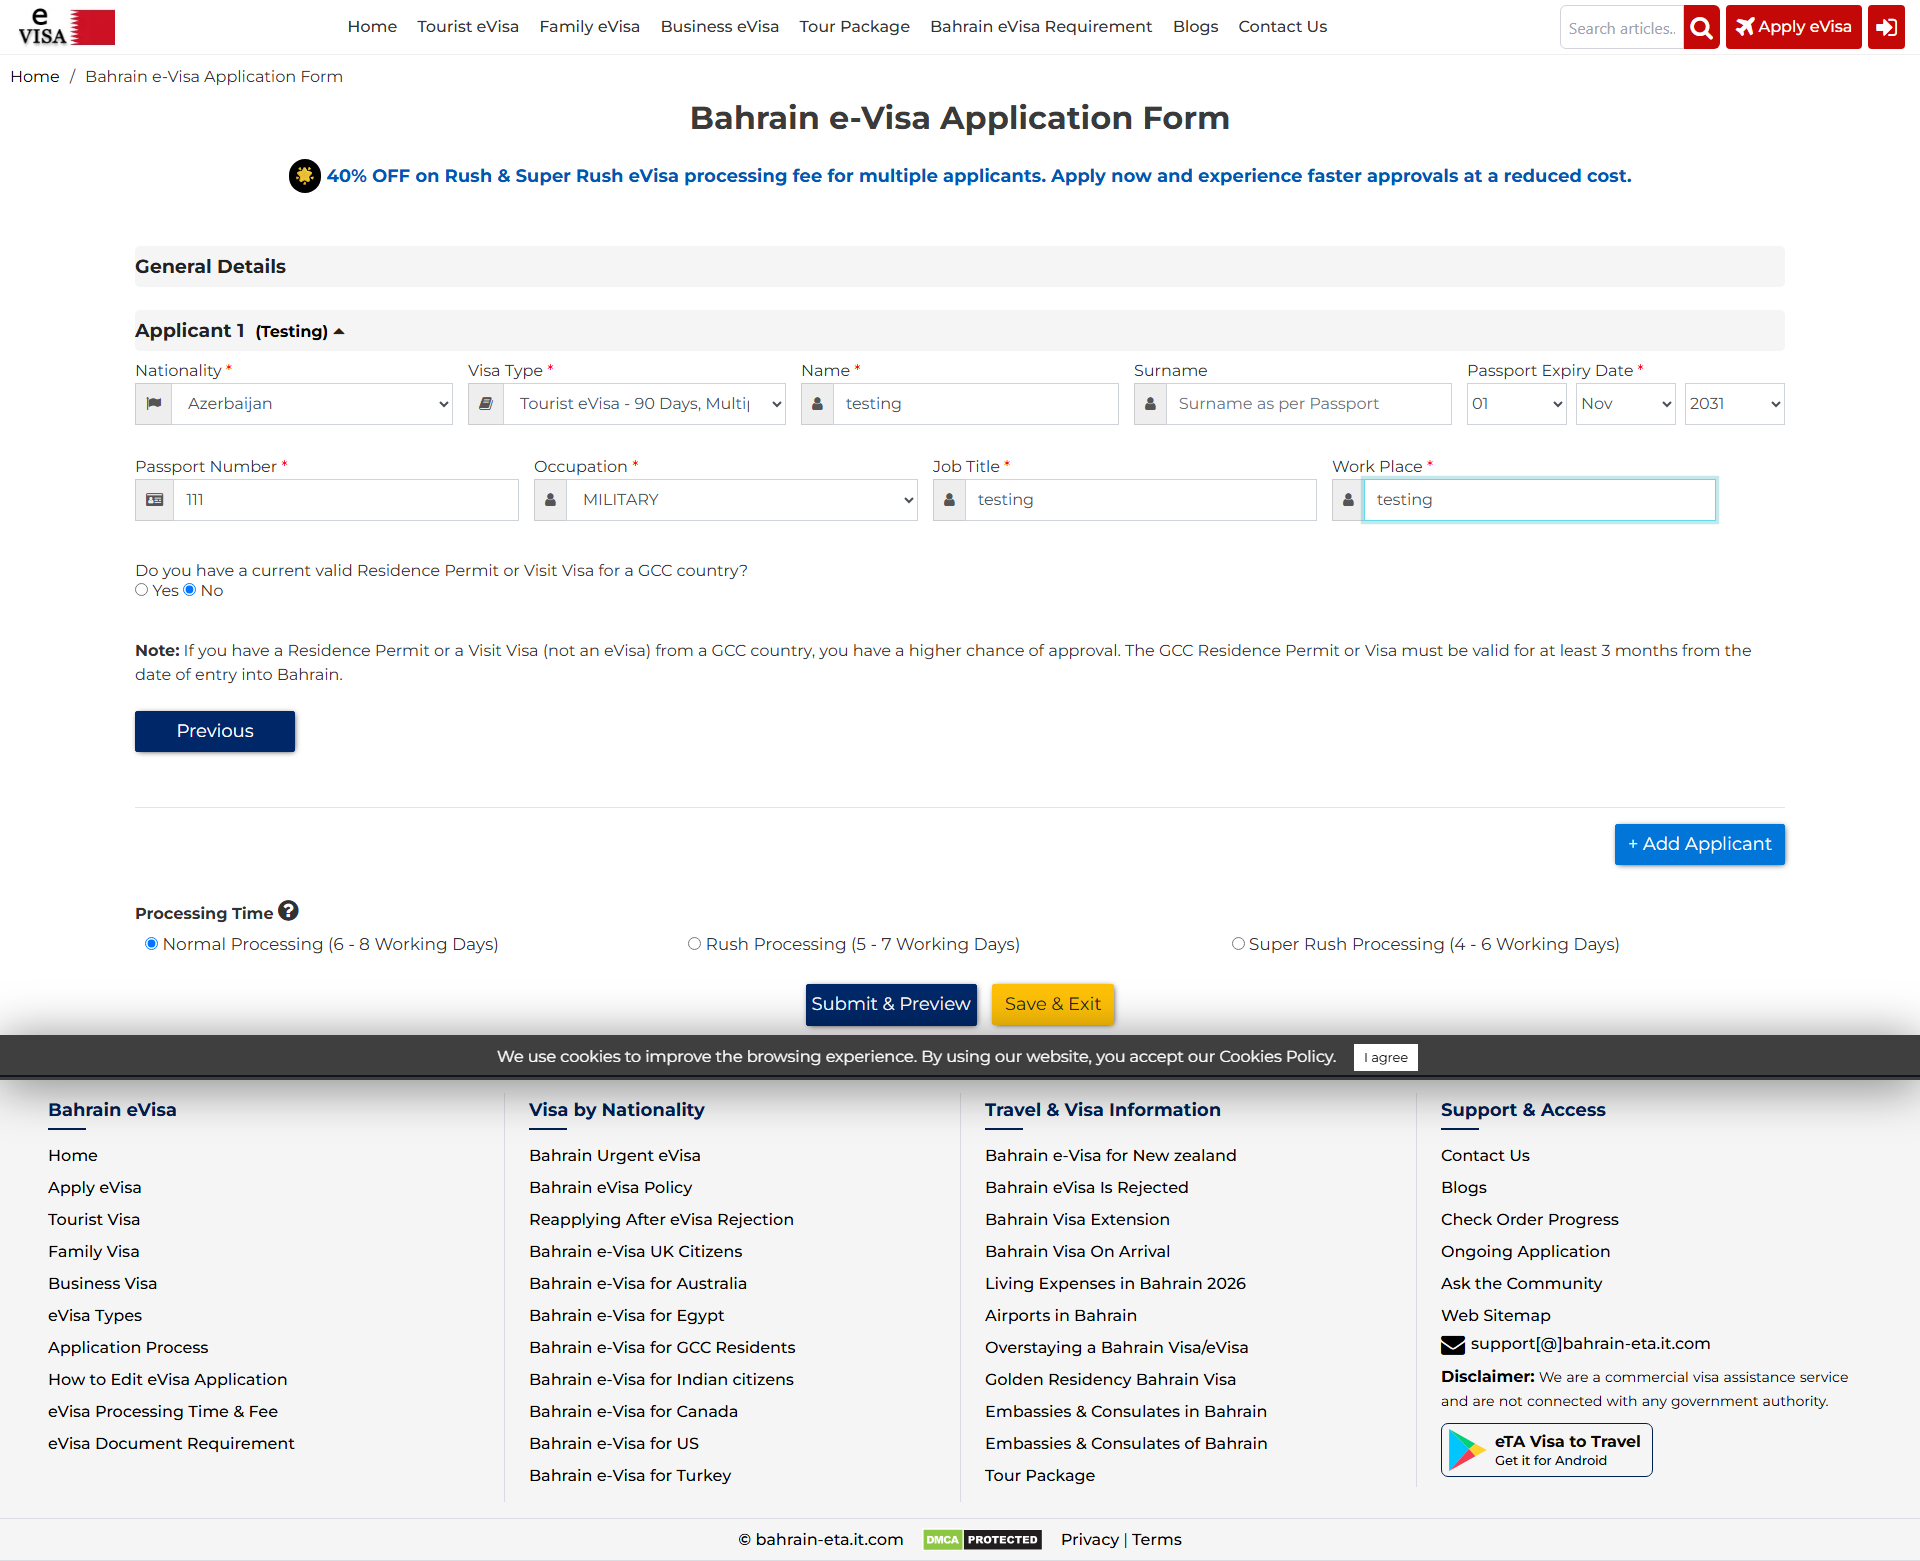 e
VISA
Home Tourist eVisa Family eVisa Business eVisa Tour Package Bahrain eVisa Requirement Blogs Contact Us
Search articles..
Apply eVisa
Home / Bahrain e-Visa Application Form
Bahrain e-Visa Application Form
40% OFF on Rush & Super Rush eVisa processing fee for multiple applicants. Apply now and experience faster approvals at a reduced cost.
General Details
Applicant 1 (Testing)
Nationality * Visa Type * Name * Surname Passport Expiry Date *
Azerbaijan Tourist eVisa - 90 Days, Multip testing Surname as per Passport 01 Nov 2031
Passport Number * Occupation * Job Title * Work Place *
111 MILITARY testing testing
Do you have a current valid Residence Permit or Visit Visa for a GCC country?
Yes No
Note: If you have a Residence Permit or a Visit Visa (not an eVisa) from a GCC country, you have a higher chance of approval. The GCC Residence Permit or Visa must be valid for at least 3 months from the
date of entry into Bahrain.
Previous
+ Add Applicant
Processing Time ?
Normal Processing (6 - 8 Working Days) Rush Processing (5 - 7 Working Days) Super Rush Processing (4 - 6 Working Days)
Submit & Preview Save & Exit
We use cookies to improve the browsing experience. By using our website, you accept our Cookies Policy. I agree
Bahrain eVisa
Home
Apply eVisa
Tourist Visa
Family Visa
Business Visa
eVisa Types
Application Process
How to Edit eVisa Application
eVisa Processing Time & Fee
eVisa Document Requirement
Visa by Nationality
Bahrain Urgent eVisa
Bahrain eVisa Policy
Reapplying After eVisa Rejection
Bahrain e-Visa UK Citizens
Bahrain e-Visa for Australia
Bahrain e-Visa for Egypt
Bahrain e-Visa for GCC Residents
Bahrain e-Visa for Indian citizens
Bahrain e-Visa for Canada
Bahrain e-Visa for US
Bahrain e-Visa for Turkey
Travel & Visa Information
Bahrain e-Visa for New zealand
Bahrain eVisa Is Rejected
Bahrain Visa Extension
Bahrain Visa On Arrival
Living Expenses in Bahrain 2026
Airports in Bahrain
Overstaying a Bahrain Visa/eVisa
Golden Residency Bahrain Visa
Embassies & Consulates in Bahrain
Embassies & Consulates of Bahrain
Tour Package
Support & Access
Contact Us
Blogs
Check Order Progress
Ongoing Application
Ask the Community
Web Sitemap
support[@]bahrain-eta.it.com
Disclaimer: We are a commercial visa assistance service
and are not connected with any government authority.
eTA Visa to Travel
Get it for Android
© bahrain-eta.it.com DMCA PROTECTED Privacy | Terms